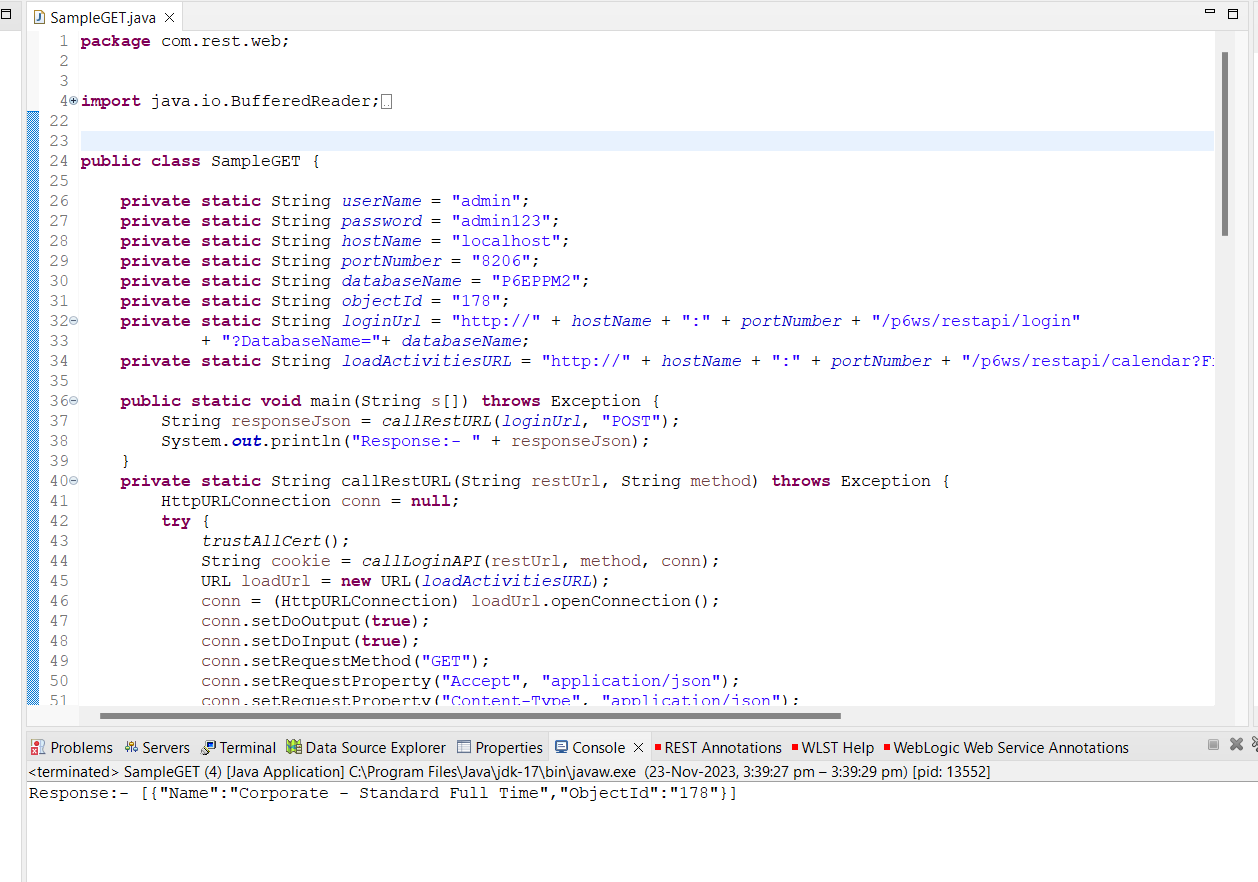 SampleGET.java
1 package com.rest.web;
2
3
4 import java.io.BufferedReader;
22
23
24 public class SampleGET {
25
26 private static String userName = "admin";
27 private static String password = "admin123";
28 private static String hostName = "localhost";
29 private static String portNumber = "8206";
30 private static String databaseName = "P6EPPM2";
31 private static String objectId = "178";
32 private static String loginUrl = "http://" + hostName + ":" + portNumber + "/p6ws/restapi/login"
33 + "?DatabaseName="+ databaseName;
34 private static String loadActivitiesURL = "http://" + hostName + ":" + portNumber + "/p6ws/restapi/calendar?Fi
35
36 public static void main(String s[]) throws Exception {
37 String responseJson = callRestURL(loginUrl, "POST");
38 System.out.println("Response:- " + responseJson);
39 }
40 private static String callRestURL(String restUrl, String method) throws Exception {
41 HttpURLConnection conn = null;
42 try {
43 trustAllCert();
44 String cookie = callLoginAPI(restUrl, method, conn);
45 URL loadUrl = new URL(loadActivitiesURL);
46 conn = (HttpURLConnection) loadUrl.openConnection();
47 conn.setDoOutput(true);
48 conn.setDoInput(true);
49 conn.setRequestMethod("GET");
50 conn.setRequestProperty("Accept", "application/json");
51 conn.setRequestProperty("Content-Type", "application/json");
Problems Servers Terminal Data Source Explorer Properties Console REST Annotations WLST Help WebLogic Web Service Annotations
<terminated> SampleGET (4) [Java Application] C:\Program Files\Java\jdk-17\bin\javaw.exe (23-Nov-2023, 3:39:27 pm – 3:39:29 pm) [pid: 13552]
Response:- [{"Name":"Corporate - Standard Full Time","ObjectId":"178"}]